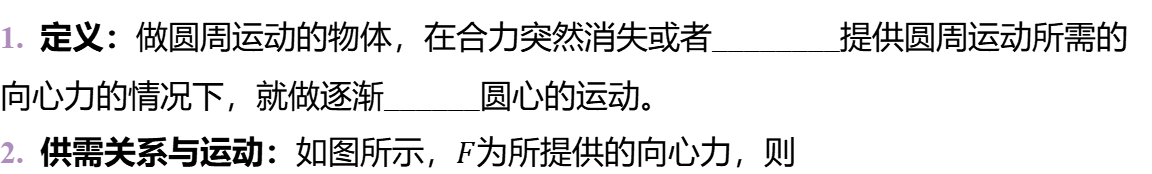 1. 定义：做圆周运动的物体，在合力突然消失或者________提供圆周运动所需的
向心力的情况下，就做逐渐______圆心的运动。
2. 供需关系与运动：如图所示，F为所提供的向心力，则